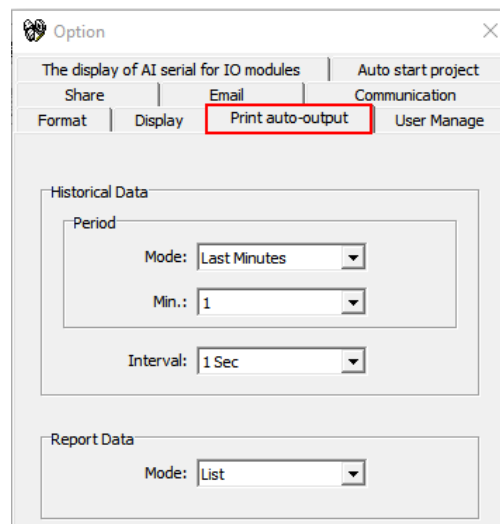 Option
The display of AI serial for IO modules Auto start project
Share Email Communication
Format Display Print auto-output User Manage
Historical Data
Period
Mode: Last Minutes
Min.: 1
Interval: 1 Sec
Report Data
Mode: List